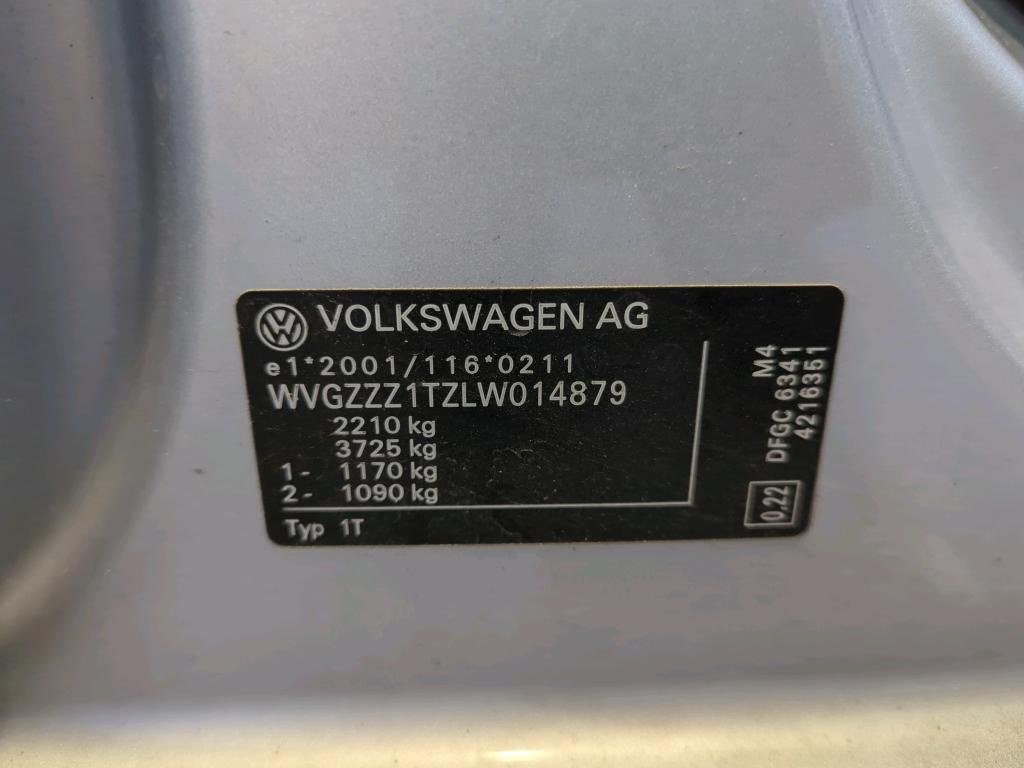 VOLKSWAGEN AG
e1*2001/116*0211
WVGZZZ1TZLW014879
2210 kg
3725 kg
1- 1170 kg
2- 1090 kg
Typ 1T
M4
DFGC 6341
4216351
0.22